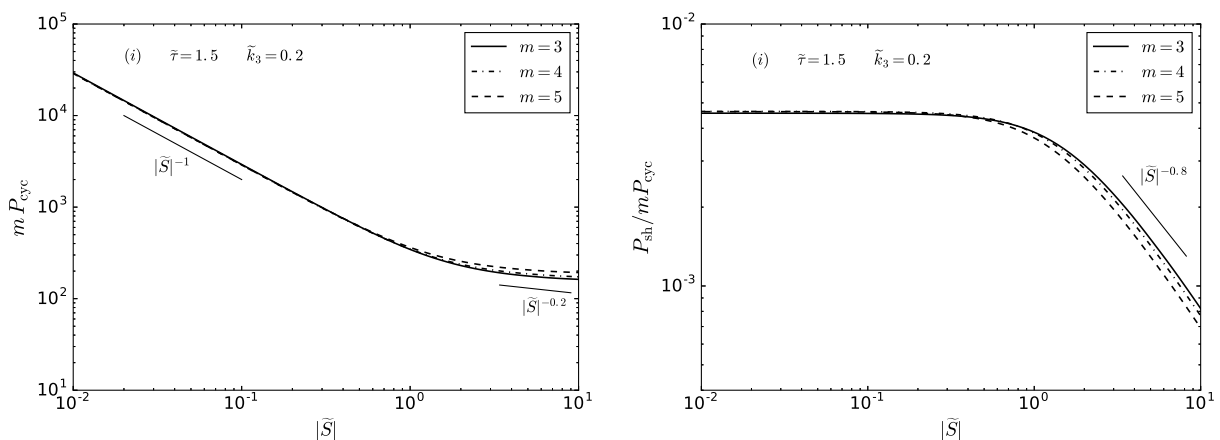 10^5
10^4
10^3
10^2
10^1
m P_cyc
(i) τ̃ = 1.5 k̃_3 = 0.2
m = 3
m = 4
m = 5
|S̃|^{-1}
|S̃|^{-0.2}
10^{-2} 10^{-1} 10^0 10^1
|S̃|
10^{-2}
10^{-3}
P_sh/mP_cyc
(i) τ̃ = 1.5 k̃_3 = 0.2
m = 3
m = 4
m = 5
|S̃|^{-0.8}
10^{-2} 10^{-1} 10^0 10^1
|S̃|